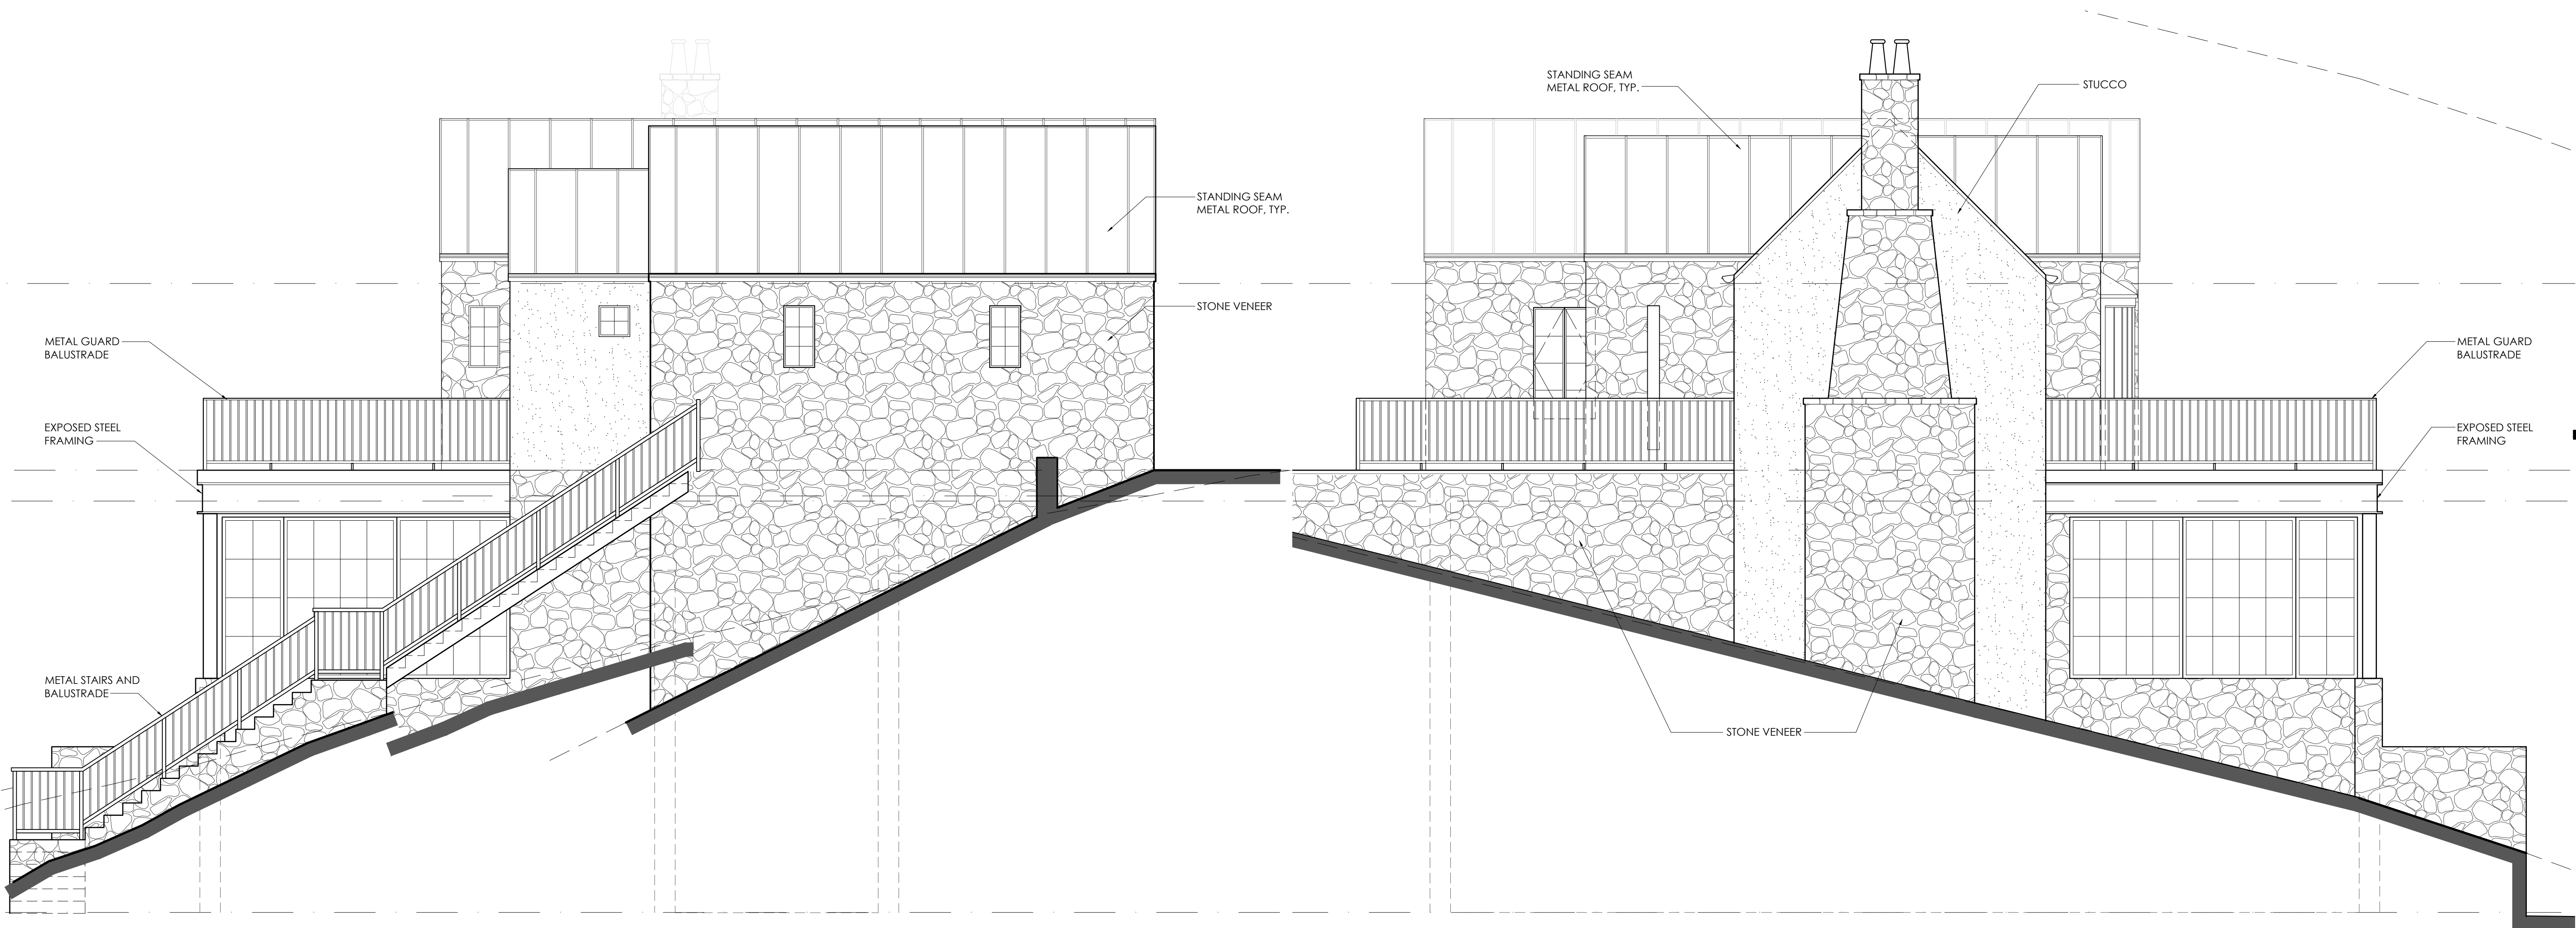 STANDING SEAM
METAL ROOF, TYP.
STONE VENEER
METAL GUARD
BALUSTRADE
EXPOSED STEEL
FRAMING
METAL STAIRS AND
BALUSTRADE
STANDING SEAM
METAL ROOF, TYP.
STUCCO
METAL GUARD
BALUSTRADE
EXPOSED STEEL
FRAMING
STONE VENEER